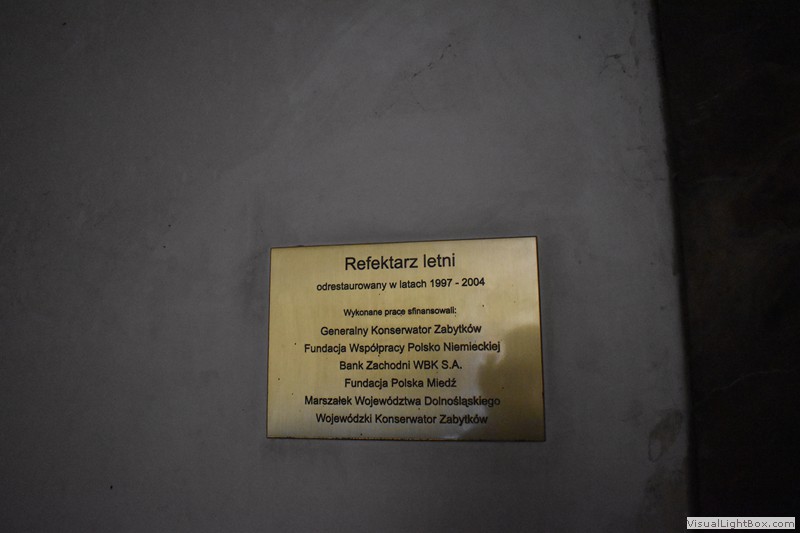 Refektarz letni
odrestaurowany w latach 1997 - 2004
Wykonane prace sfinansowali:
Generalny Konserwator Zabytków
Fundacja Współpracy Polsko Niemieckiej
Bank Zachodni WBK S.A.
Fundacja Polska Miedź
Marszałek Województwa Dolnośląskiego
Wojewódzki Konserwator Zabytków
VisualLightBox.com